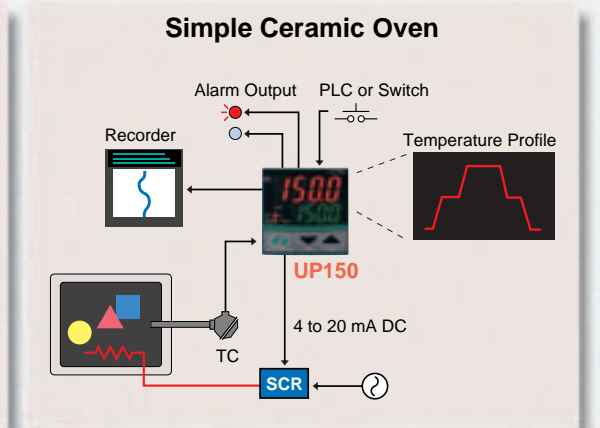 Simple Ceramic Oven
Alarm Output
PLC or Switch
Recorder
Temperature Profile
150.0
150.0
UP150
4 to 20 mA DC
TC
SCR